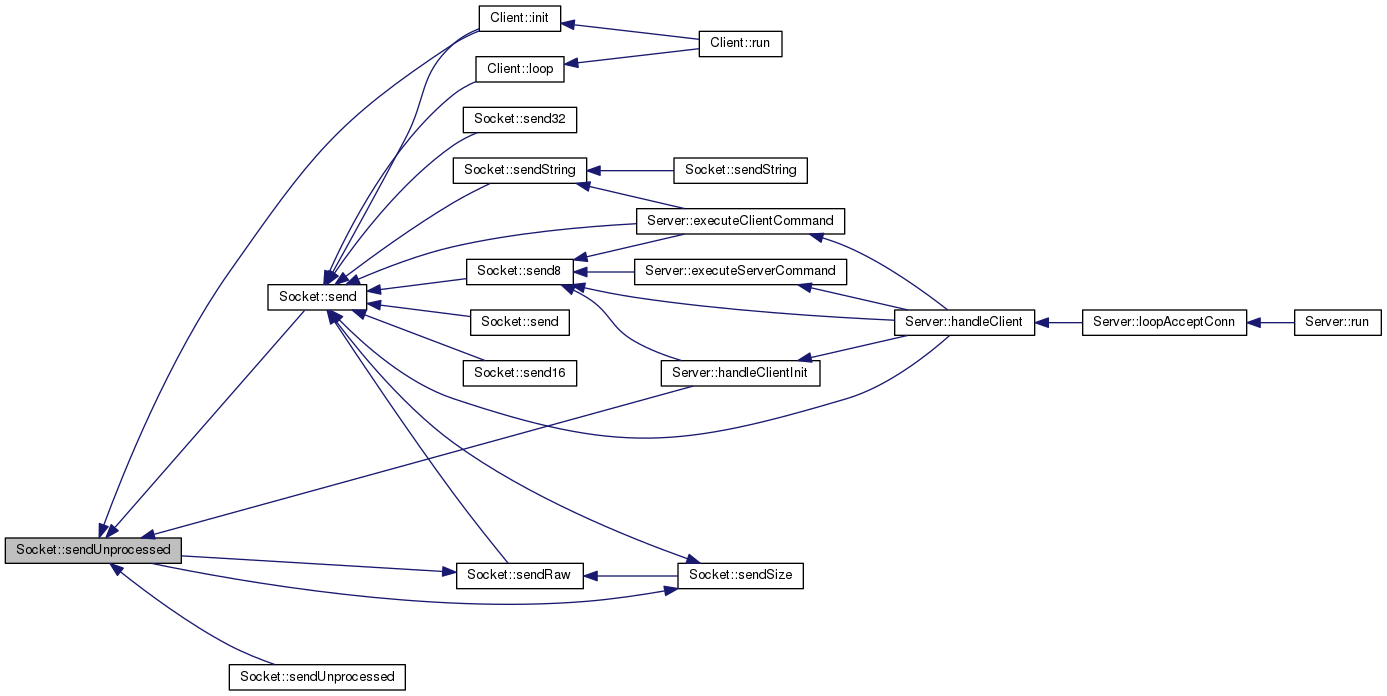 Client::init
Client::run
Client::loop
Socket::send32
Socket::sendString
Socket::sendString
Server::executeClientCommand
Socket::send8
Server::executeServerCommand
Socket::send
Socket::send
Server::handleClient
Server::loopAcceptConn
Server::run
Socket::send16
Server::handleClientInit
Socket::sendUnprocessed
Socket::sendRaw
Socket::sendSize
Socket::sendUnprocessed